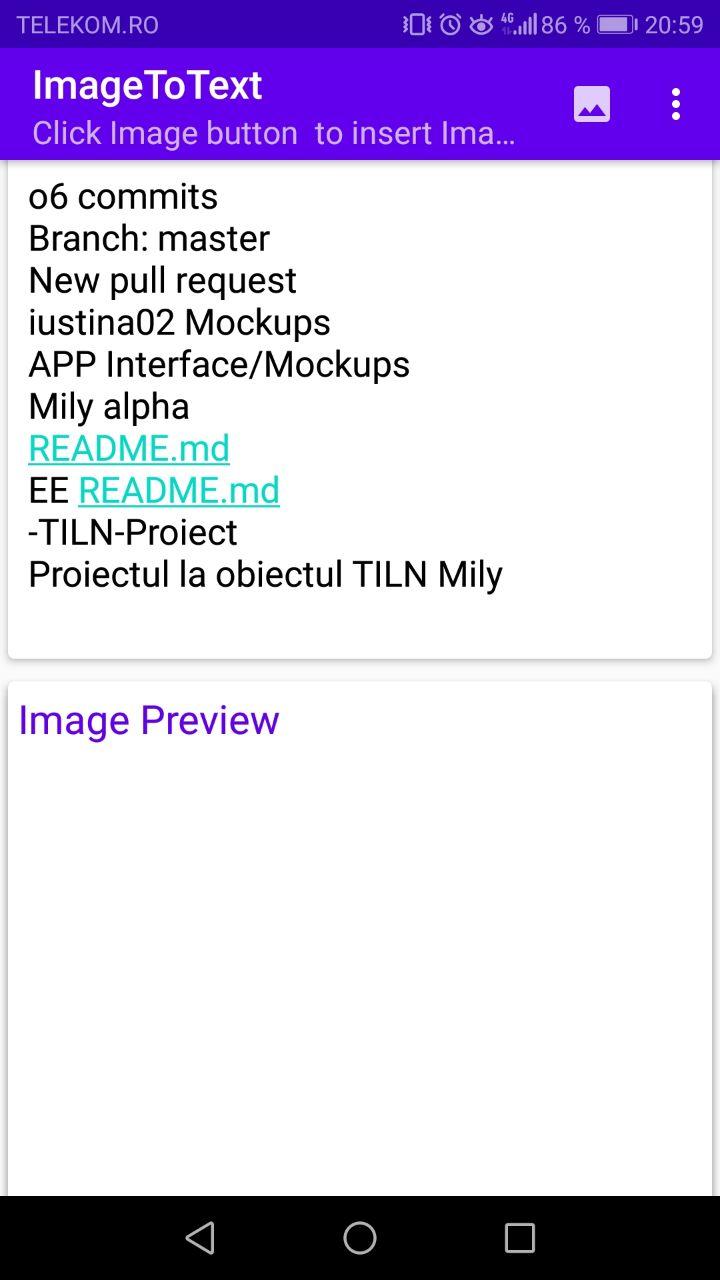 TELEKOM.RO 4G 86 % 20:59
ImageToText
Click Image button  to insert Ima...
o6 commits
Branch: master
New pull request
iustina02 Mockups
APP Interface/Mockups
Mily alpha
README.md
EE README.md
-TILN-Proiect
Proiectul la obiectul TILN Mily
Image Preview